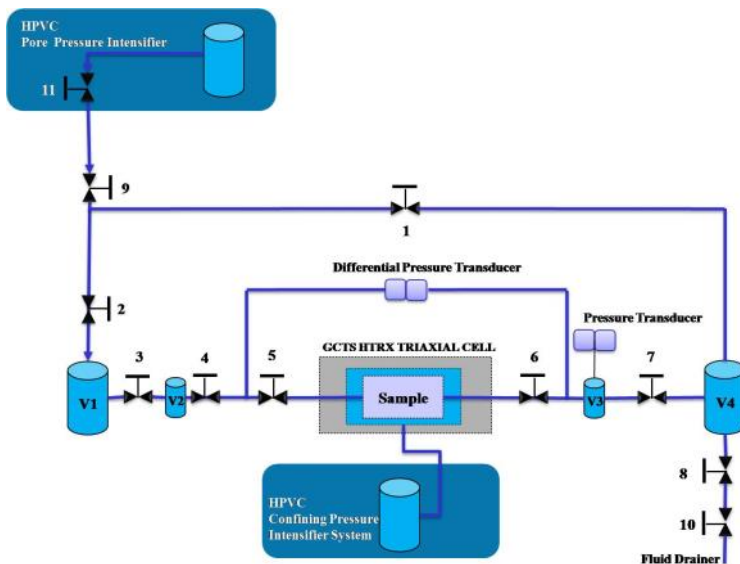 HPVC
Pore Pressure Intensifier
11
9
1
Differential Pressure Transducer
2
Pressure Transducer
GCTS HTRX TRIAXIAL CELL
3
4
5
6
7
V1
V2
Sample
V3
V4
8
HPVC
Confining Pressure
Intensifier System
10
Fluid Drainer